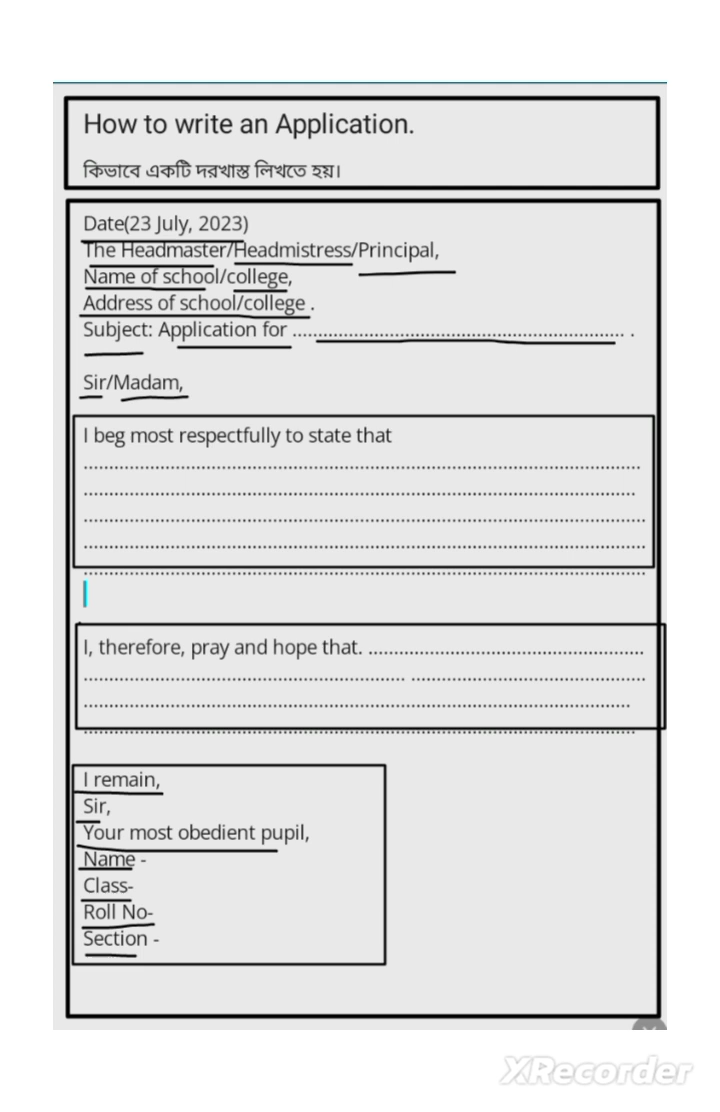 How to write an Application.
কিভাবে একটি দরখাস্ত লিখতে হয়।
Date(23 July, 2023)
The Headmaster/Headmistress/Principal,
Name of school/college,
Address of school/college .
Subject: Application for ................................................................. .
Sir/Madam,
I beg most respectfully to state that
................................................................................................
................................................................................................
................................................................................................
................................................................................................
................................................................................................
I, therefore, pray and hope that. ......................................................
....................................................... ........................................
................................................................................................
................................................................................................
I remain,
Sir,
Your most obedient pupil,
Name -
Class-
Roll No-
Section -
XRecorder